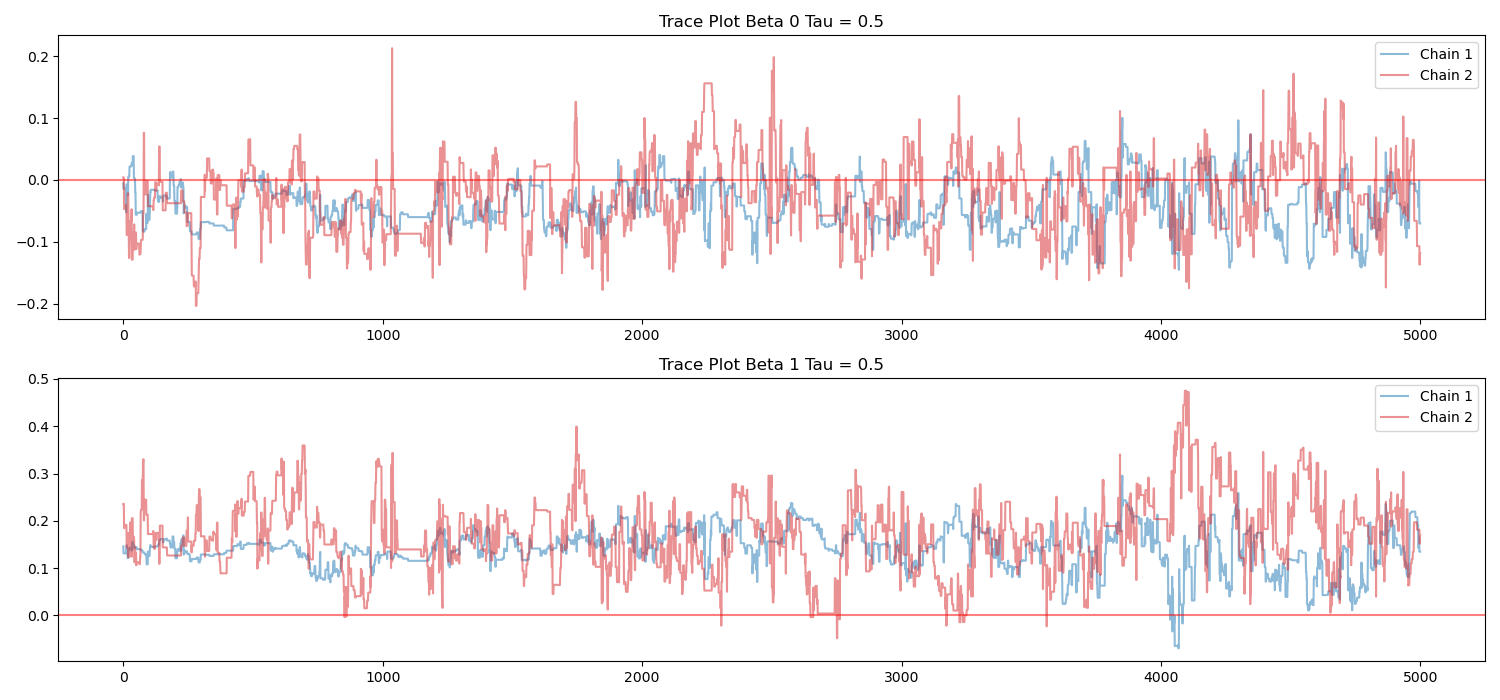 Trace Plot Beta 0 Tau = 0.5
0.2
0.1
0.0
−0.1
−0.2
Chain 1
Chain 2
0 1000 2000 3000 4000 5000
Trace Plot Beta 1 Tau = 0.5
0.5
0.4
0.3
0.2
0.1
0.0
Chain 1
Chain 2
0 1000 2000 3000 4000 5000